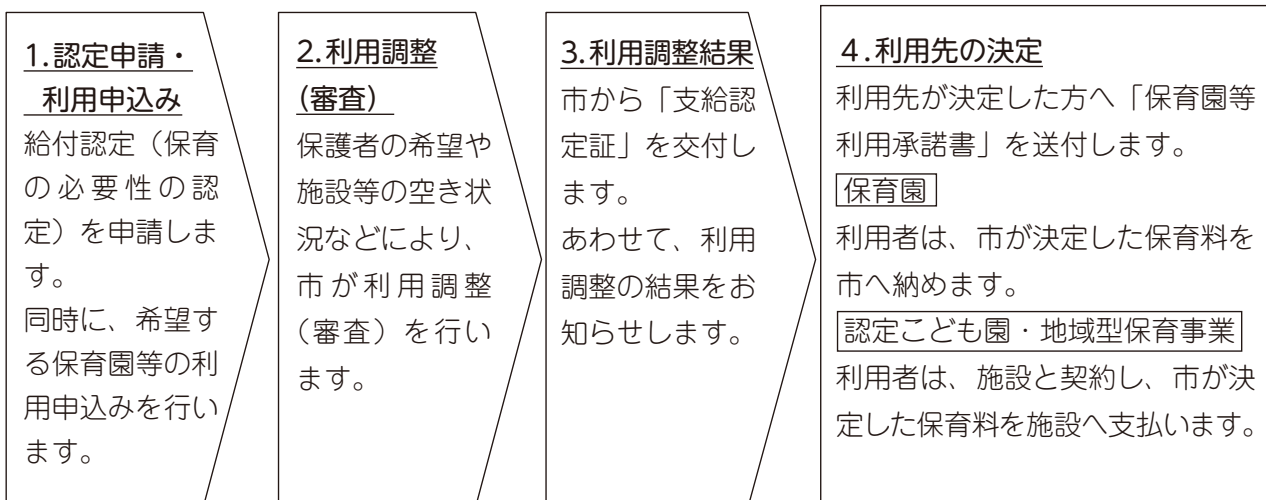 1.認定申請・
利用申込み
給付認定（保育
の必要性の認
定）を申請しま
す。
同時に、希望す
る保育園等の利
用申込みを行い
ます。
2.利用調整
(審査)
保護者の希望や
施設等の空き状
況などにより、
市が利用調整
（審査）を行い
ます。
3.利用調整結果
市から「支給認
定証」を交付し
ます。
あわせて、利用
調整の結果をお
知らせします。
4.利用先の決定
利用先が決定した方へ「保育園等
利用承諾書」を送付します。
保育園
利用者は、市が決定した保育料を
市へ納めます。
認定こども園・地域型保育事業
利用者は、施設と契約し、市が決
定した保育料を施設へ支払います。